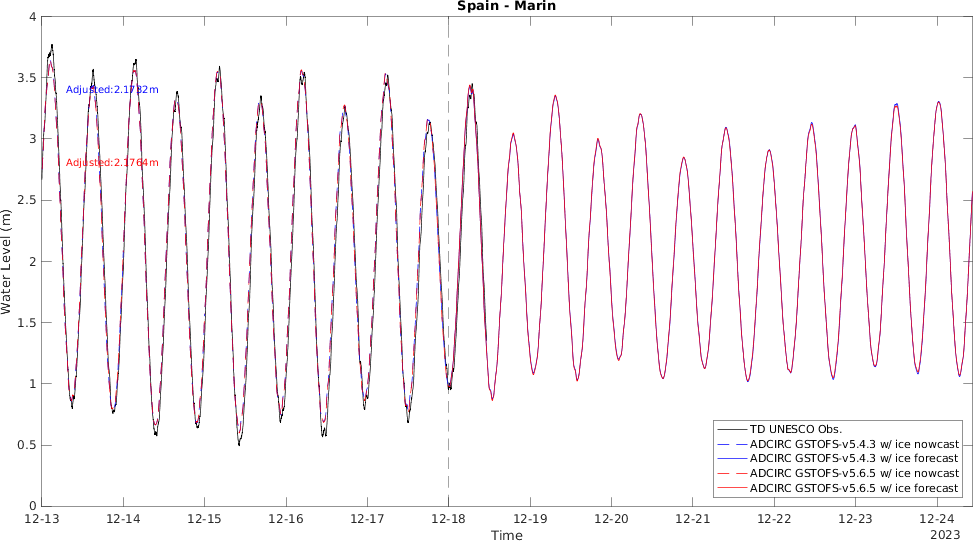 Spain - Marin
4
3.5
3
2.5
2
1.5
1
0.5
0
Water Level (m)
Adjusted:2.1782m
Adjusted:2.1764m
TD UNESCO Obs.
ADCIRC GSTOFS-v5.4.3 w/ ice nowcast
ADCIRC GSTOFS-v5.4.3 w/ ice forecast
ADCIRC GSTOFS-v5.6.5 w/ ice nowcast
ADCIRC GSTOFS-v5.6.5 w/ ice forecast
12-13 12-14 12-15 12-16 12-17 12-18 12-19 12-20 12-21 12-22 12-23 12-24
2023
Time